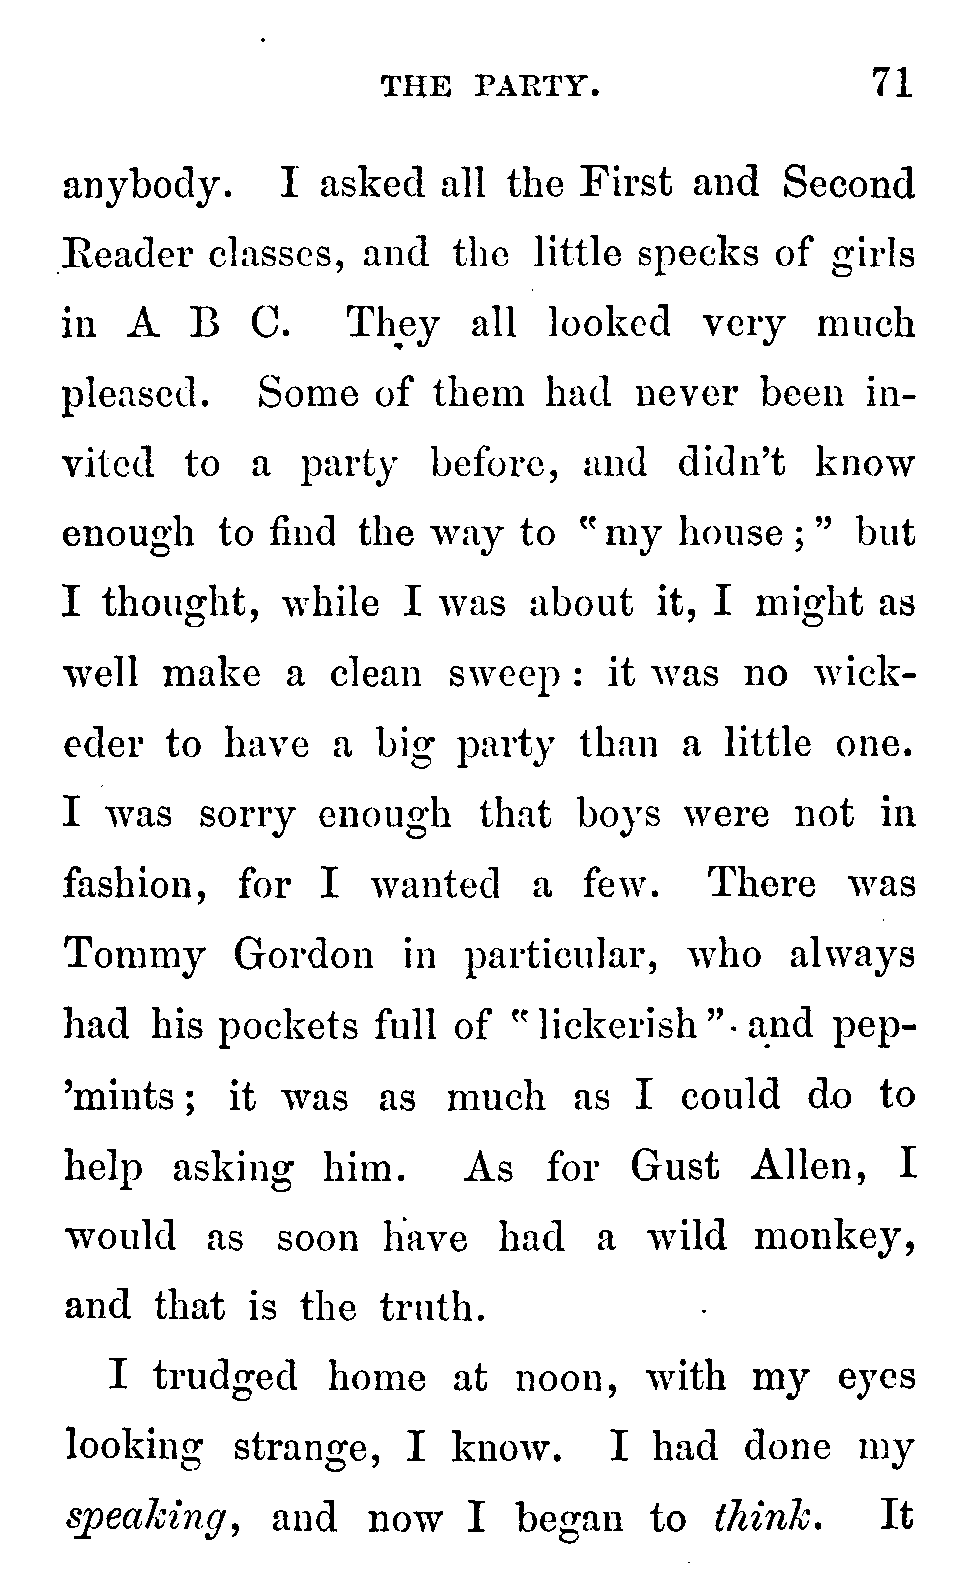 THE PARTY. 71
anybody. I asked all the First and Second
Reader classes, and the little specks of girls
in A B C. They all looked very much
pleased. Some of them had never been in-
vited to a party before, and didn't know
enough to find the way to "my house;" but
I thought, while I was about it, I might as
well make a clean sweep: it was no wick-
eder to have a big party than a little one.
I was sorry enough that boys were not in
fashion, for I wanted a few. There was
Tommy Gordon in particular, who always
had his pockets full of "lickerish" and pep-
'mints; it was as much as I could do to
help asking him. As for Gust Allen, I
would as soon have had a wild monkey,
and that is the truth.
I trudged home at noon, with my eyes
looking strange, I know. I had done my
speaking, and now I began to think. It